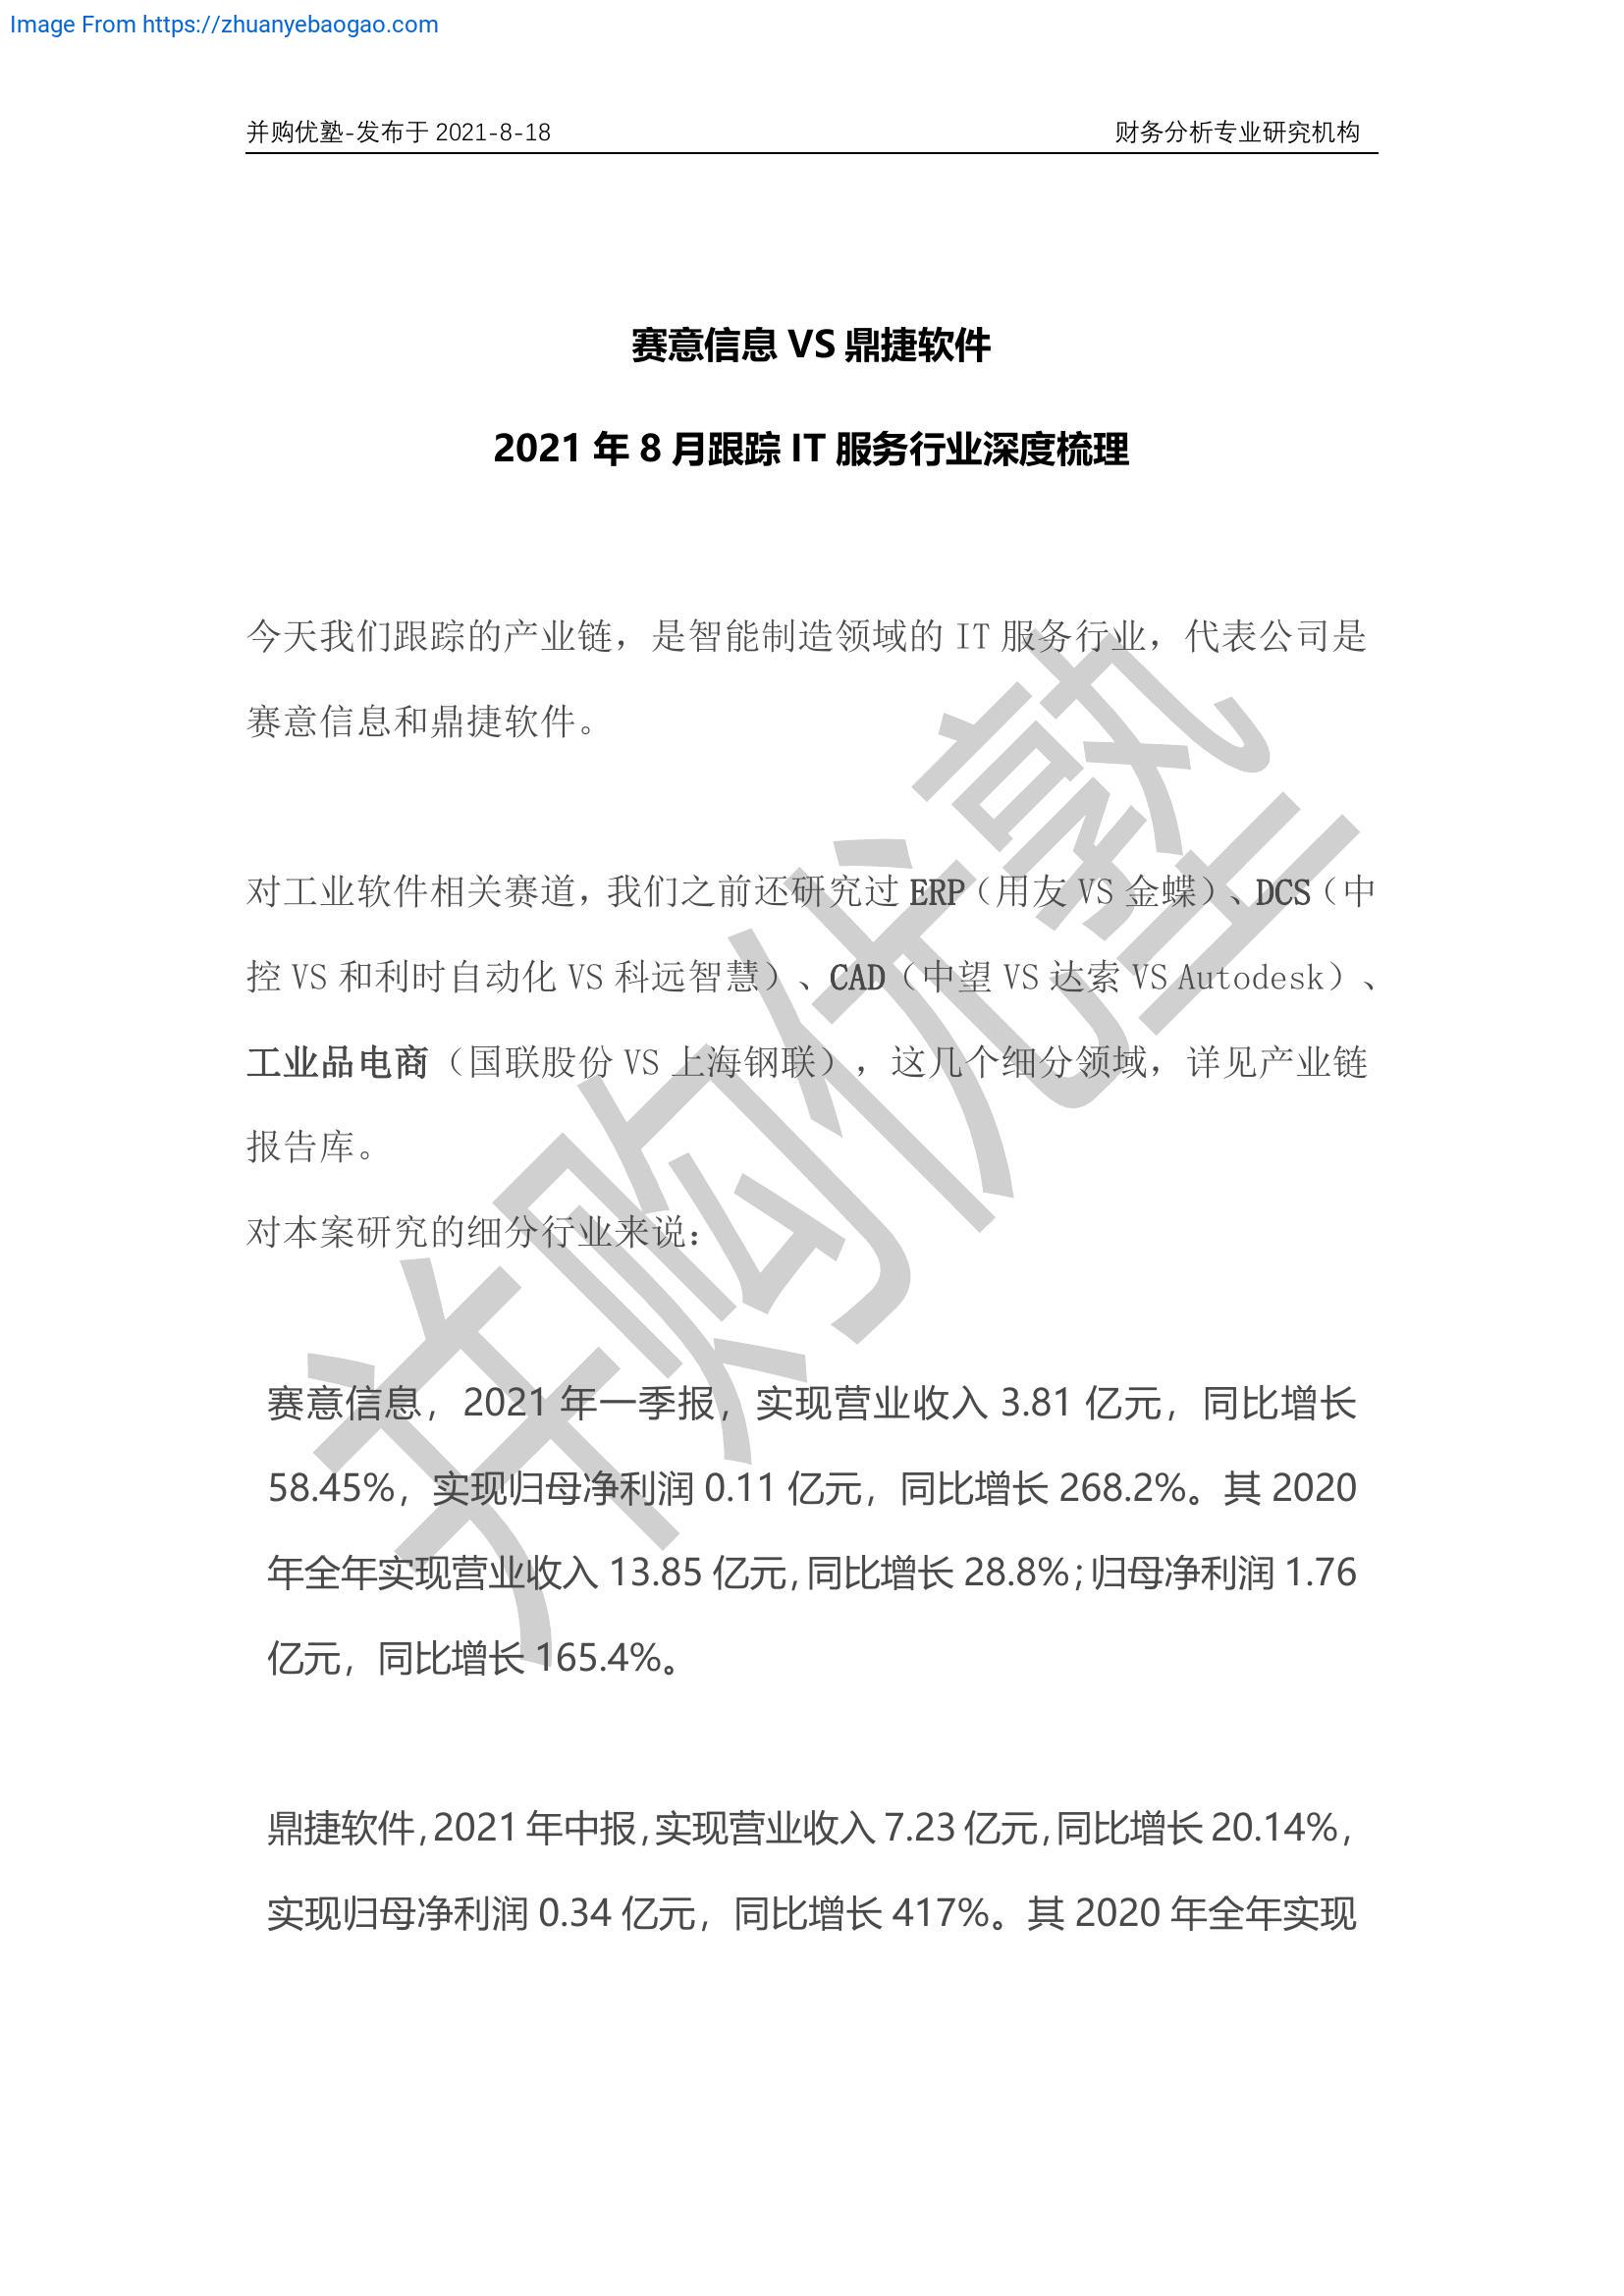 Image From https://zhuanyebaogao.com
并购优塾-发布于 2021-8-18 财务分析专业研究机构
赛意信息 VS 鼎捷软件
2021 年 8 月跟踪 IT 服务行业深度梳理
今天我们跟踪的产业链，是智能制造领域的 IT 服务行业，代表公司是
赛意信息和鼎捷软件。
对工业软件相关赛道，我们之前还研究过 ERP（用友 VS 金蝶）、DCS（中
控 VS 和利时自动化 VS 科远智慧）、CAD（中望 VS 达索 VS Autodesk）、
工业品电商（国联股份 VS 上海钢联），这几个细分领域，详见产业链
报告库。
对本案研究的细分行业来说：
赛意信息，2021 年一季报，实现营业收入 3.81 亿元，同比增长
58.45%，实现归母净利润 0.11 亿元，同比增长 268.2%。其 2020
年全年实现营业收入 13.85 亿元，同比增长 28.8%；归母净利润 1.76
亿元，同比增长 165.4%。
鼎捷软件，2021 年中报，实现营业收入 7.23 亿元，同比增长 20.14%，
实现归母净利润 0.34 亿元，同比增长 417%。其 2020 年全年实现
并购优塾